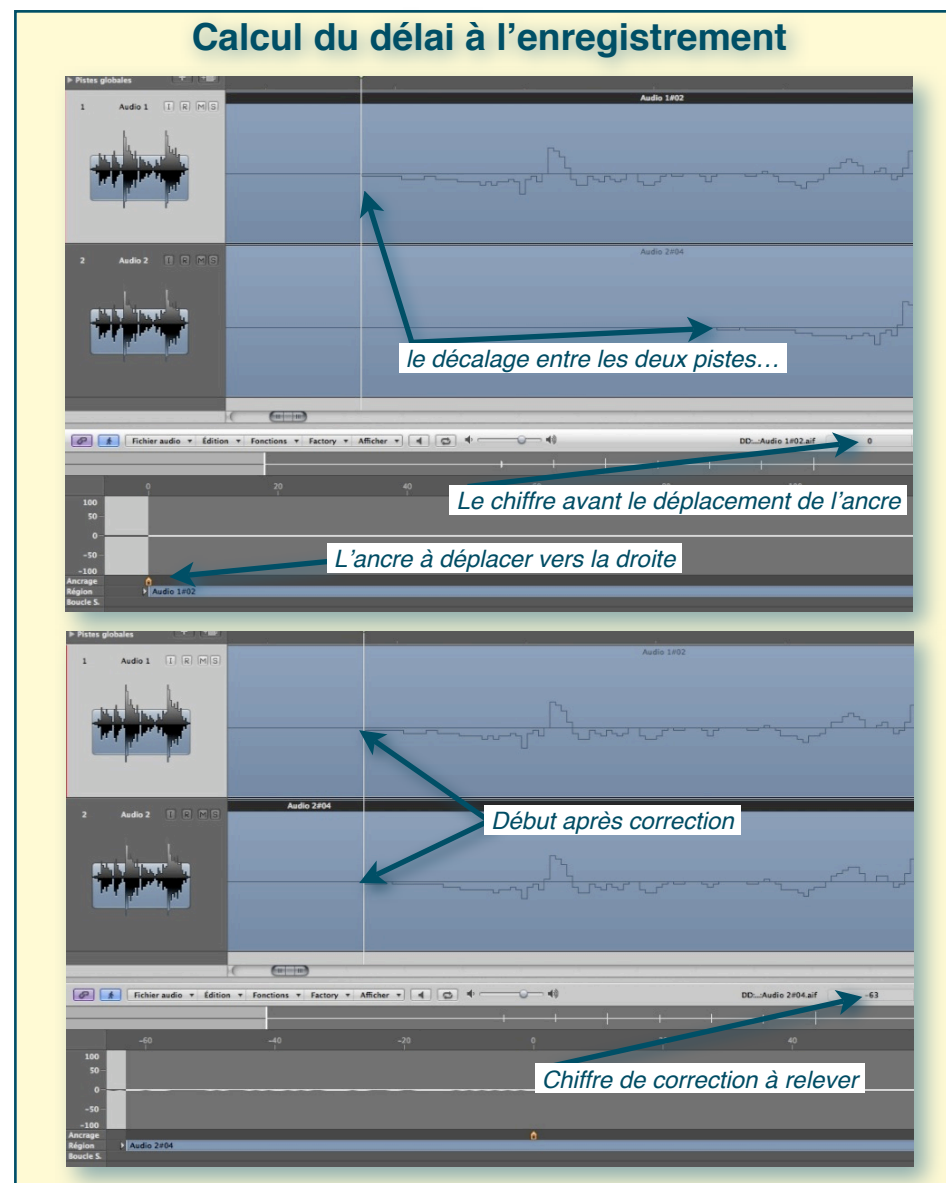 Calcul du délai à l’enregistrement
▶ Pistes globales
Audio 1#02
1 Audio 1 I R M S
Audio 2#04
2 Audio 2 I R M S
le décalage entre les deux pistes…
Fichier audio ▾ Édition ▾ Fonctions ▾ Factory ▾ Afficher ▾ DD...:Audio 1#02.aif 0
0 20 40
Le chiffre avant le déplacement de l’ancre
100
50
0
-50
-100
L’ancre à déplacer vers la droite
Ancrage
Région Audio 1#02
Boucle S.
▶ Pistes globales
Audio 1#02
1 Audio 1 I R M S
Audio 2#04
2 Audio 2 I R M S
Début après correction
Fichier audio ▾ Édition ▾ Fonctions ▾ Factory ▾ Afficher ▾ DD...:Audio 2#04.aif -63
-60 -40 -20 0 40
100
50
0
-50
-100
Chiffre de correction à relever
Ancrage
Région Audio 2#04
Boucle S.